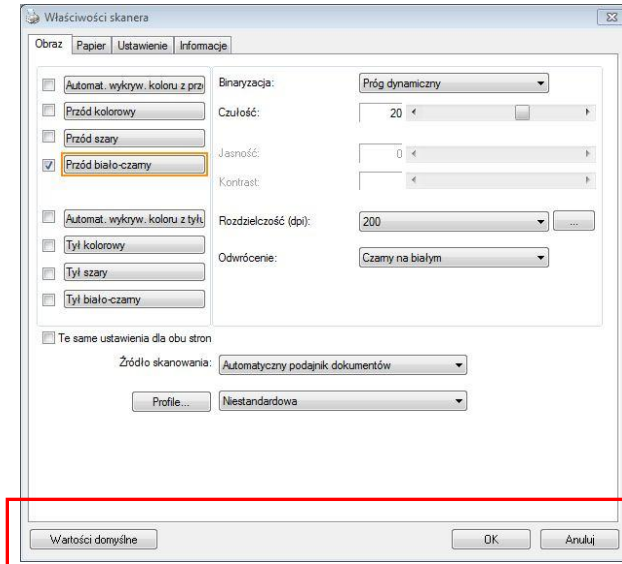 Właściwości skanera
Obraz Papier Ustawienie Informacje
Automat. wykryw. koloru z prz
Binaryzacja: Próg dynamiczny
Przód kolorowy
Czułość: 20
Przód szary
Jasność: 0
Przód biało-czarny
Kontrast:
Automat. wykryw. koloru z tyłu
Rozdzielczość (dpi): 200 ...
Tył kolorowy
Odwrócenie: Czarny na białym
Tył szary
Tył biało-czarny
Te same ustawienia dla obu stron
Źródło skanowania: Automatyczny podajnik dokumentów
Profile... Niestandardowa
Wartości domyślne OK Anuluj